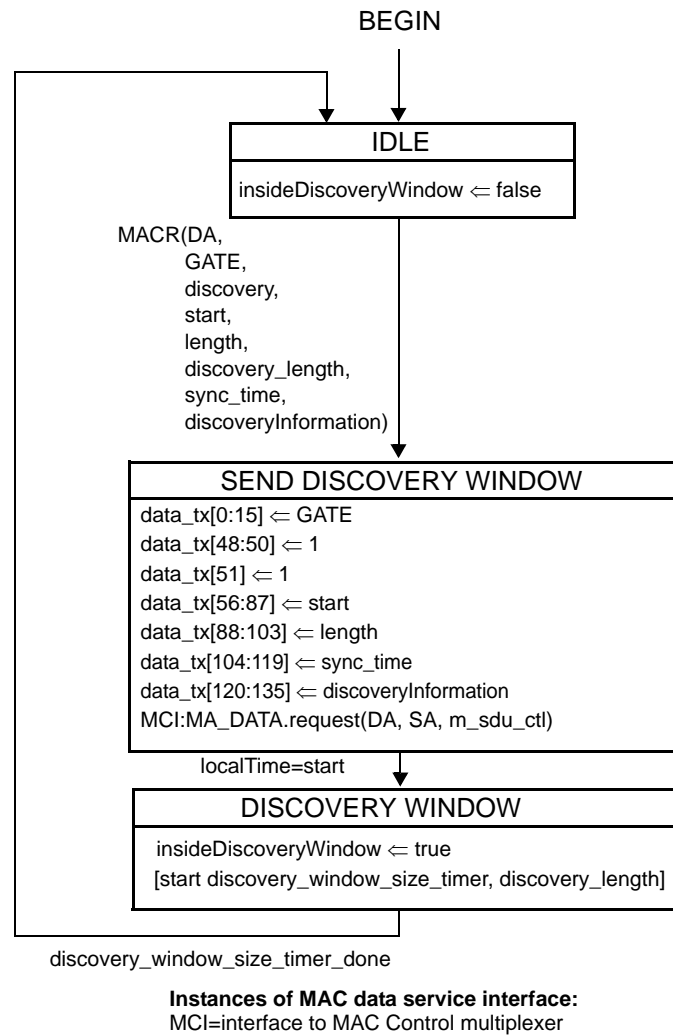 BEGIN
IDLE
insideDiscoveryWindow ⇐ false
MACR(DA,
GATE,
discovery,
start,
length,
discovery_length,
sync_time,
discoveryInformation)
SEND DISCOVERY WINDOW
data_tx[0:15] ⇐ GATE
data_tx[48:50] ⇐ 1
data_tx[51] ⇐ 1
data_tx[56:87] ⇐ start
data_tx[88:103] ⇐ length
data_tx[104:119] ⇐ sync_time
data_tx[120:135] ⇐ discoveryInformation
MCI:MA_DATA.request(DA, SA, m_sdu_ctl)
localTime=start
DISCOVERY WINDOW
insideDiscoveryWindow ⇐ true
[start discovery_window_size_timer, discovery_length]
discovery_window_size_timer_done
Instances of MAC data service interface:
MCI=interface to MAC Control multiplexer